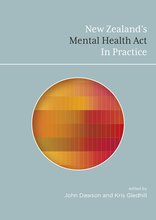 New Zealand's
Mental Health Act
In Practice
edited by
John Dawson and Kris Gledhill